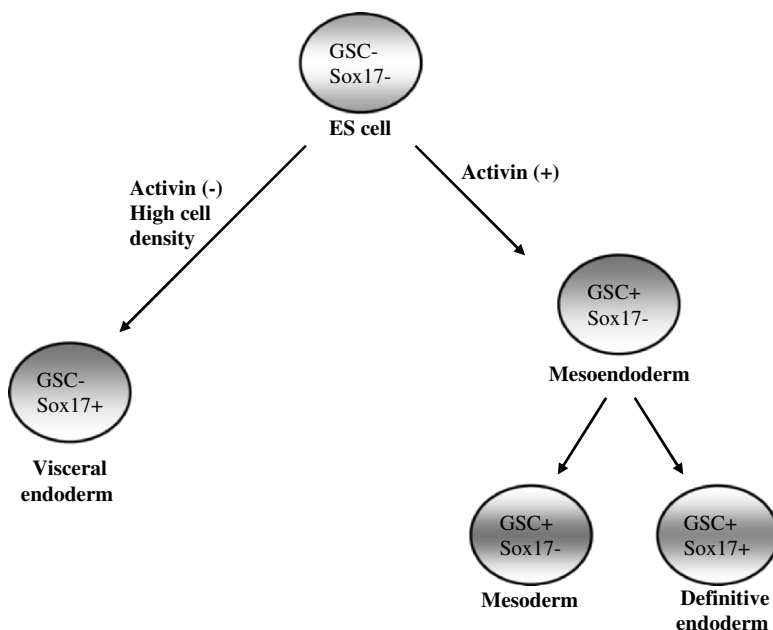 GSC-
Sox17-
ES cell
Activin (-)
High cell
density
Activin (+)
GSC+
Sox17-
Mesoendoderm
GSC-
Sox17+
Visceral
endoderm
GSC+
Sox17-
Mesoderm
GSC+
Sox17+
Definitive
endoderm